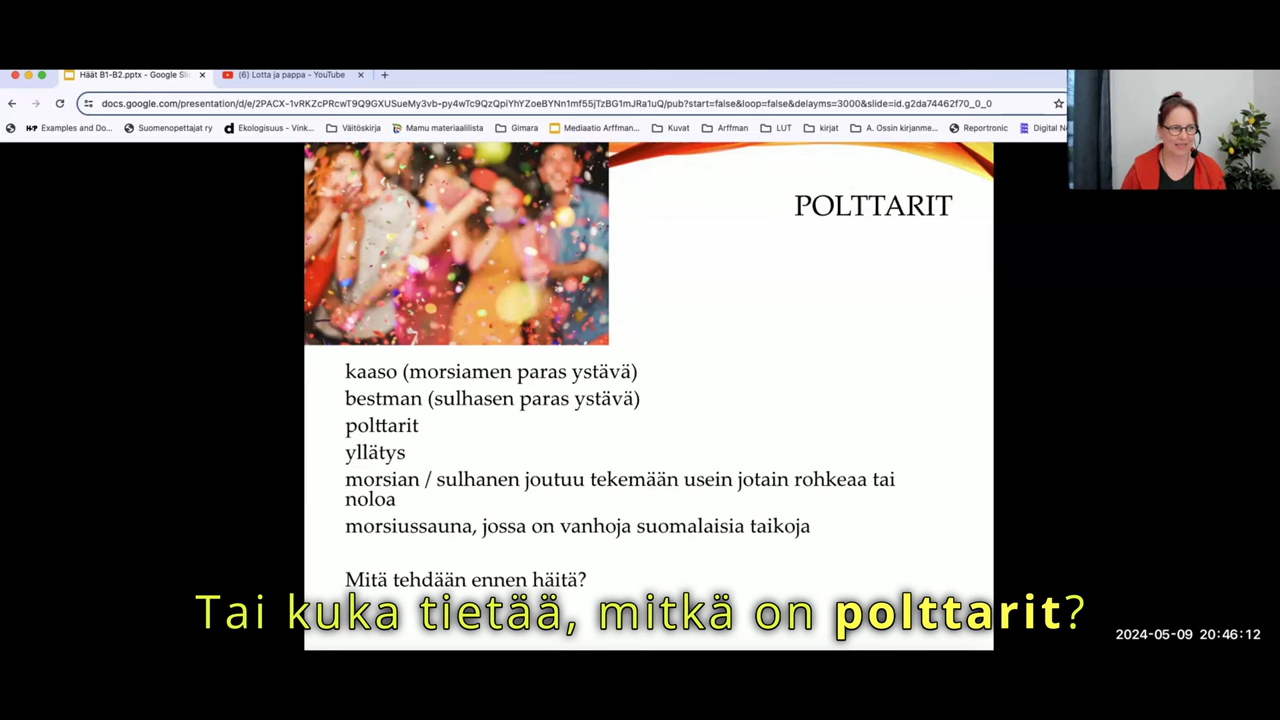 Häät B1-B2.pptx - Google Sli
(6) Lotta ja pappa - YouTube
docs.google.com/presentation/d/e/2PACX-1vRKZcPRcwT9Q9GXUSueMy3vb-py4wTc9QzQpiYhYZoeBYNn1mf55jTzBG1mJRa1uQ/pub?start=false&loop=false&delayms=3000&slide=id.g2da74462f70_0_0
Examples and Do... Suomenopettajat ry Ekologisuus - Vink... Väitöskirja Mamu materiaalilista Gimara Mediaatio Arffman... Kuvat Arffman LUT kirjat A. Ossin kirjanme... Reportronic Digital Ne
POLTTARIT
kaaso (morsiamen paras ystävä)
bestman (sulhasen paras ystävä)
polttarit
yllätys
morsian / sulhanen joutuu tekemään usein jotain rohkeaa tai
noloa
morsiussauna, jossa on vanhoja suomalaisia taikoja
Mitä tehdään ennen häitä?
Tai kuka tietää, mitkä on polttarit?
2024-05-09 20:46:12